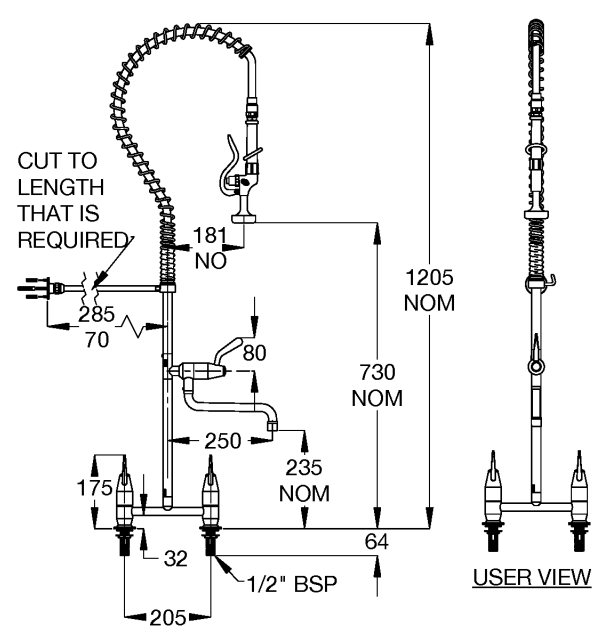 CUT TO
LENGTH
THAT IS
REQUIRED
181
NO
1205
NOM
285
70
80
730
NOM
250
235
NOM
175
64
32
1/2" BSP
205
USER VIEW